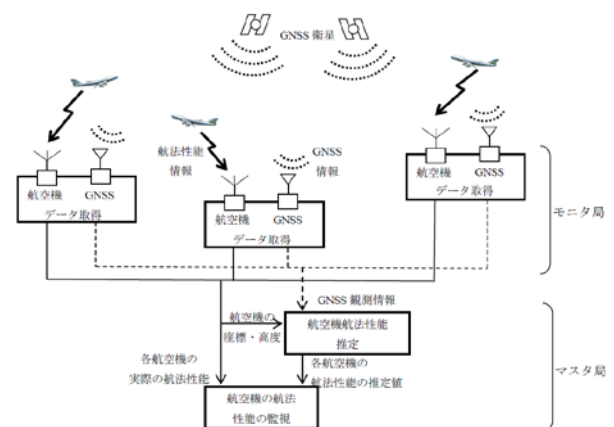 GNSS 衛星
航法性能
情報
GNSS
情報
航空機
GNSS
データ取得
航空機
GNSS
データ取得
航空機
GNSS
データ取得
モニタ局
GNSS 観測情報
航空機の
座標・高度
航空機航法性能
推定
各航空機の
実際の航法性能
各航空機の
航法性能の推定値
航空機の航法
性能の監視
マスタ局